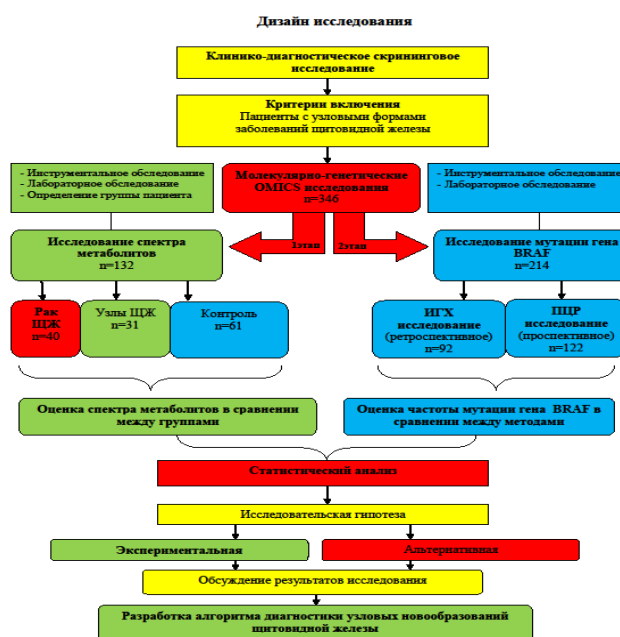 Дизайн исследования
Клинико-диагностическое скрининговое
исследование
Критерии включения
Пациенты с узловыми формами
заболеваний щитовидной железы
- Инструментальное обследование
- Лабораторное обследование
- Определение группы пациента
Молекулярно-генетические
OMICS исследования
n=346
- Инструментальное обследование
- Лабораторное обследование
1этап
2этап
Исследование спектра
метаболитов
n=132
Исследование мутации гена
BRAF
n=214
Рак
ЩЖ
n=40
Узлы ЩЖ
n=31
Контроль
n=61
ИГХ
исследование
(ретроспективное)
n=92
ПЦР
исследование
(проспективное)
n=122
Оценка спектра метаболитов в сравнении
между группами
Оценка частоты мутации гена BRAF в
сравнении между методами
Статистический анализ
Исследовательская гипотеза
Экспериментальная
Альтернативная
Обсуждение результатов исследования
Разработка алгоритма диагностики узловых новообразований
щитовидной железы